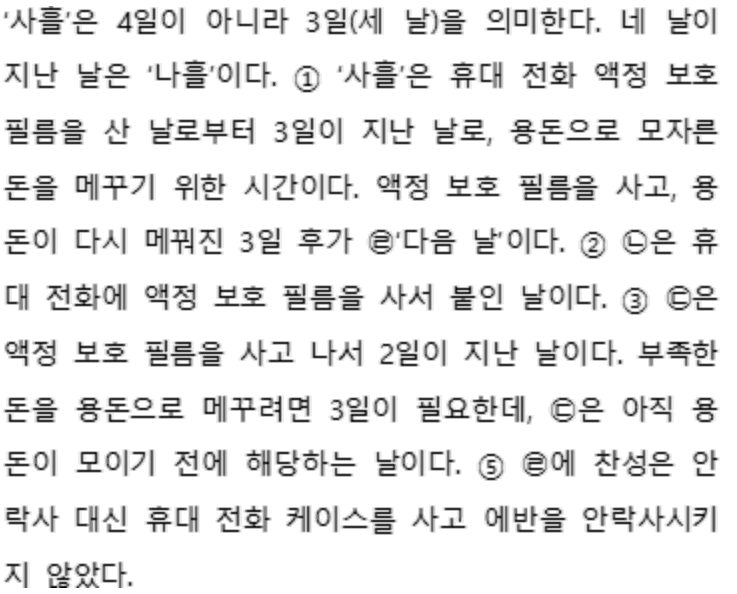 ‘사흘’은 4일이 아니라 3일(세 날)을 의미한다. 네 날이
지난 날은 ‘나흘’이다. ① ‘사흘’은 휴대 전화 액정 보호
필름을 산 날로부터 3일이 지난 날로, 용돈으로 모자른
돈을 메꾸기 위한 시간이다. 액정 보호 필름을 사고, 용
돈이 다시 메꿔진 3일 후가 ㉣‘다음 날’이다. ② ㉡은 휴
대 전화에 액정 보호 필름을 사서 붙인 날이다. ③ ㉢은
액정 보호 필름을 사고 나서 2일이 지난 날이다. 부족한
돈을 용돈으로 메꾸려면 3일이 필요한데, ㉢은 아직 용
돈이 모이기 전에 해당하는 날이다. ⑤ ㉣에 찬성은 안
락사 대신 휴대 전화 케이스를 사고 에반을 안락사시키
지 않았다.